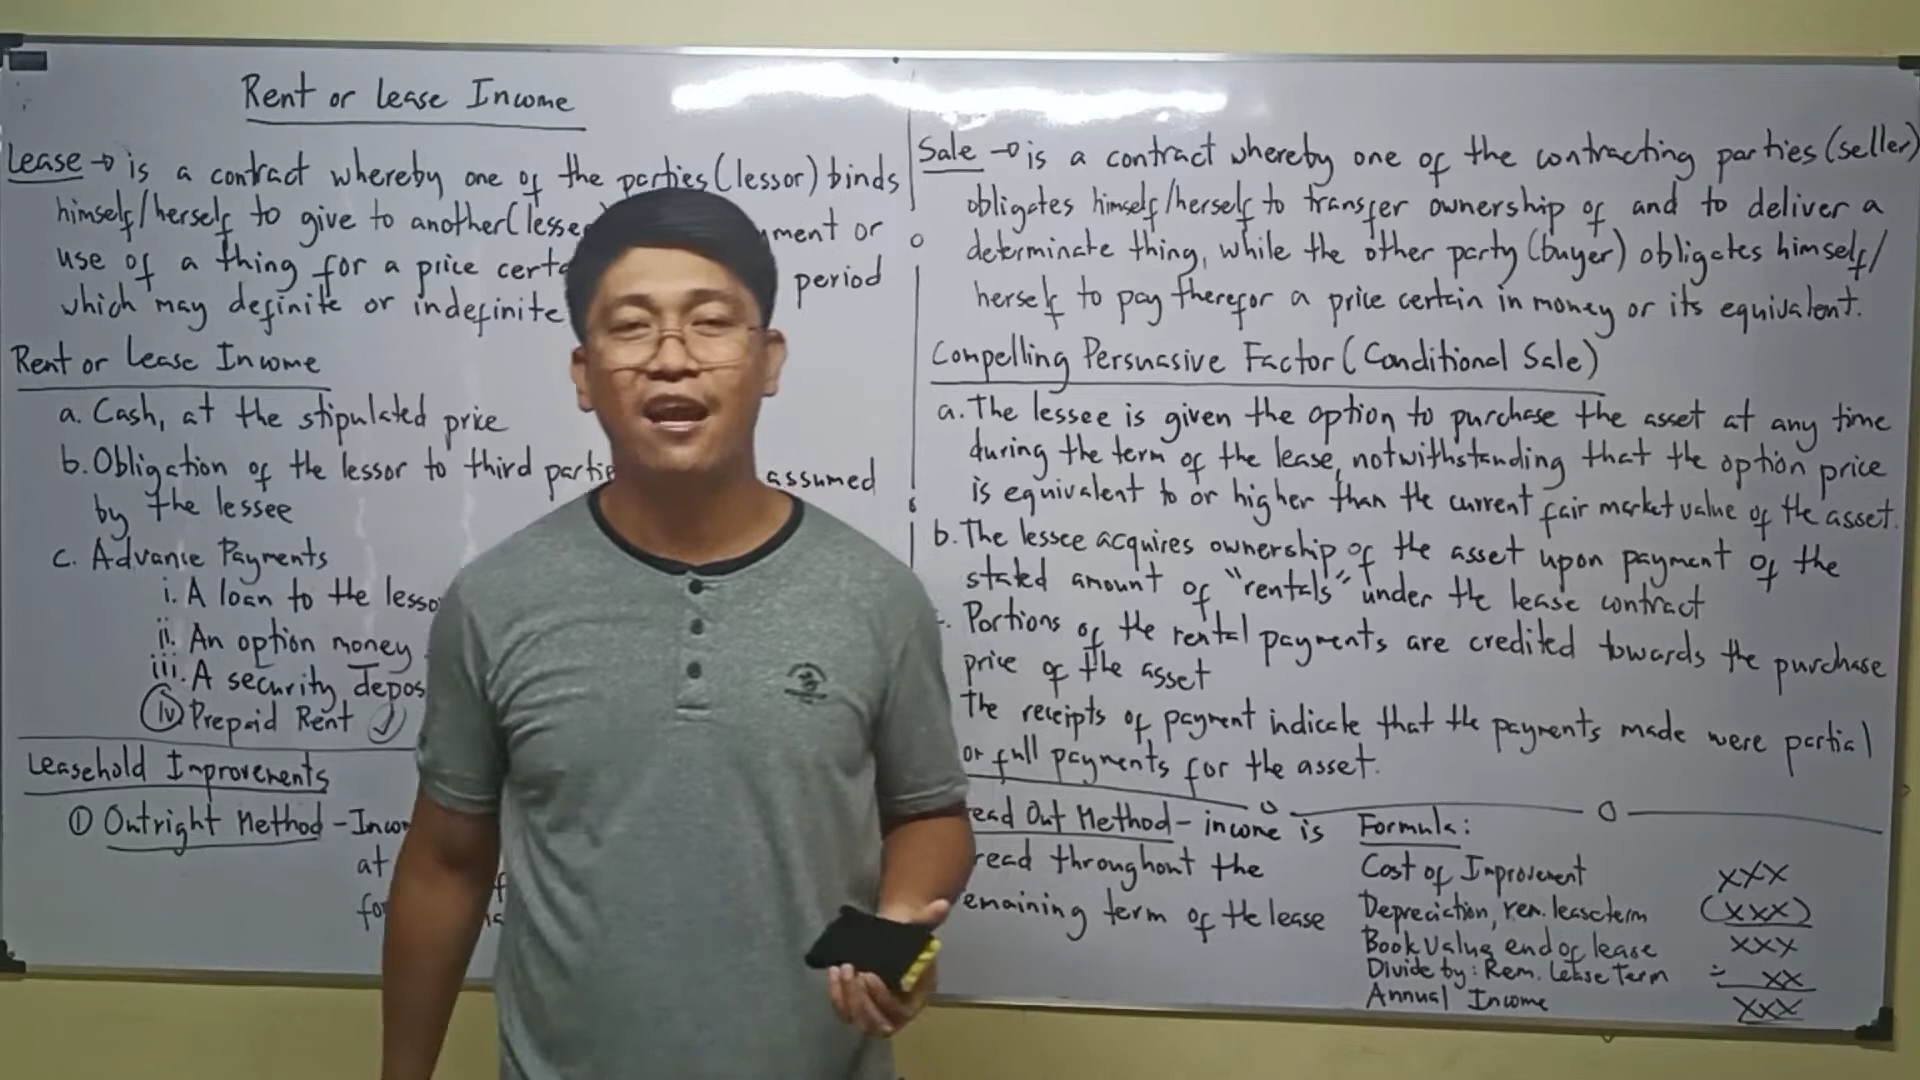 Rent or Lease Income
Lease → is a contract whereby one of the parties (lessor) binds
himself/herself to give to another (lessee ment or
use of a thing for a price certa period
which may definite or indefinite
Rent or Lease Income
a. Cash, at the stipulated price
b. Obligation of the lessor to third partie assumed
by the lessee
c. Advance Payments
i. A loan to the lesso
ii. An option money
iii. A security Depos
iv Prepaid Rent ✓
Leasehold Improvements
① Outright Method - Incom
at
fo
Sale → is a contract whereby one of the contracting parties (seller)
obligates himself/herself to transfer ownership of and to deliver a
determinate thing, while the other party (buyer) obligates himself/
herself to pay therefor a price certain in money or its equivalent.
Compelling Persuasive Factor (Conditional Sale)
a. The lessee is given the option to purchase the asset at any time
during the term of the lease, notwithstanding that the option price
is equivalent to or higher than the current fair market value of the asset.
b. The lessee acquires ownership of the asset upon payment of the
stated amount of "rentals" under the lease contract
. Portions of the rental payments are credited towards the purchase
price of the asset
The receipts of payment indicate that the payments made were partial
or full payments for the asset.
read Out Method - income is
read throughout the
emaining term of the lease
Formula:
Cost of Improvement xxx
Depreciation, rem. lease term (xxx)
Book Value, end of lease xxx
Divide by: Rem. Lease Term ÷ xx
Annual Income xxx